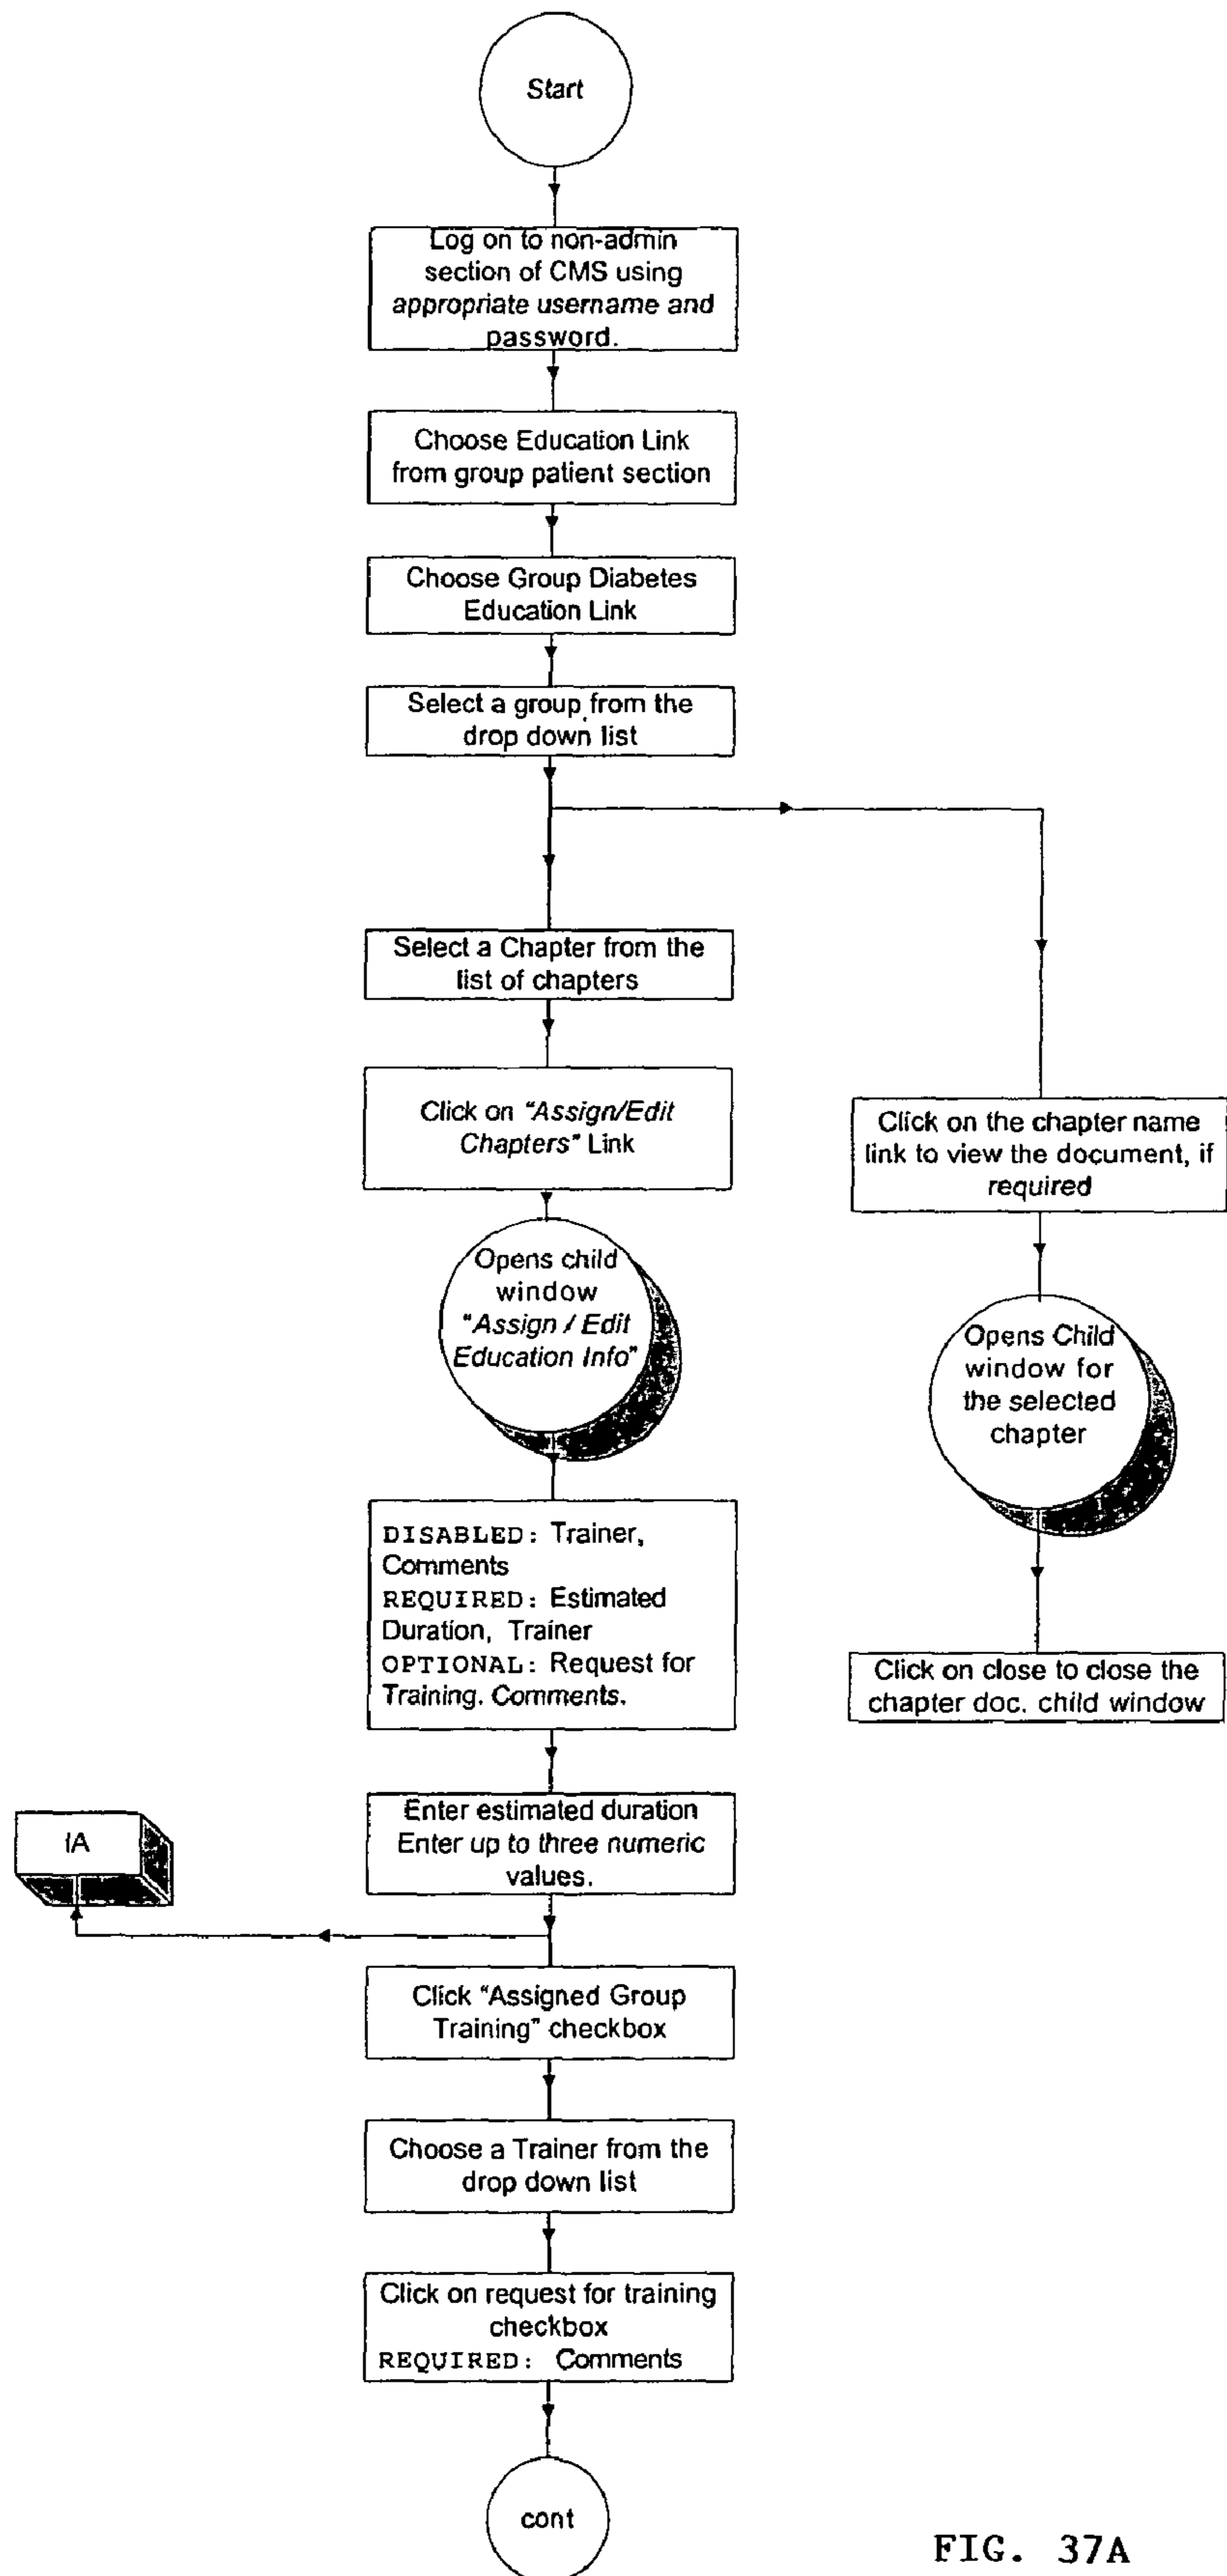 Start
Log on to non-admin
section of CMS using
appropriate username and
password.
Choose Education Link
from group patient section
Choose Group Diabetes
Education Link
Select a group from the
drop down list
Select a Chapter from the
list of chapters
Click on "Assign/Edit
Chapters" Link
Opens child
window
"Assign / Edit
Education Info"
DISABLED: Trainer,
Comments
REQUIRED: Estimated
Duration, Trainer
OPTIONAL: Request for
Training. Comments.
Enter estimated duration
Enter up to three numeric
values.
IA
Click "Assigned Group
Training" checkbox
Choose a Trainer from the
drop down list
Click on request for training
checkbox
REQUIRED: Comments
cont
Click on the chapter name
link to view the document, if
required
Opens Child
window for
the selected
chapter
Click on close to close the
chapter doc. child window
FIG. 37A